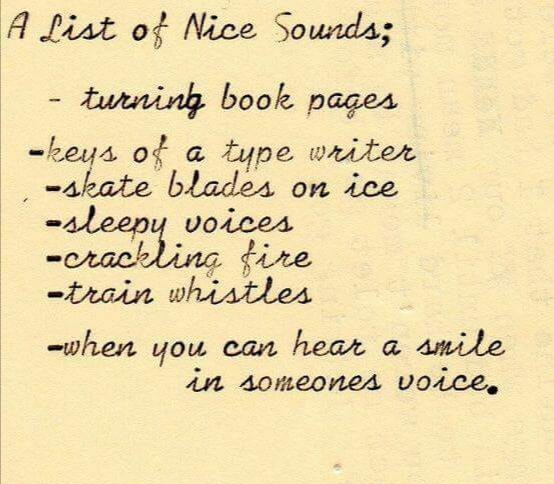 A List of Nice Sounds;
- turning book pages
-keys of a type writer
-skate blades on ice
-sleepy voices
-crackling fire
-train whistles
-when you can hear a smile
in someones voice.